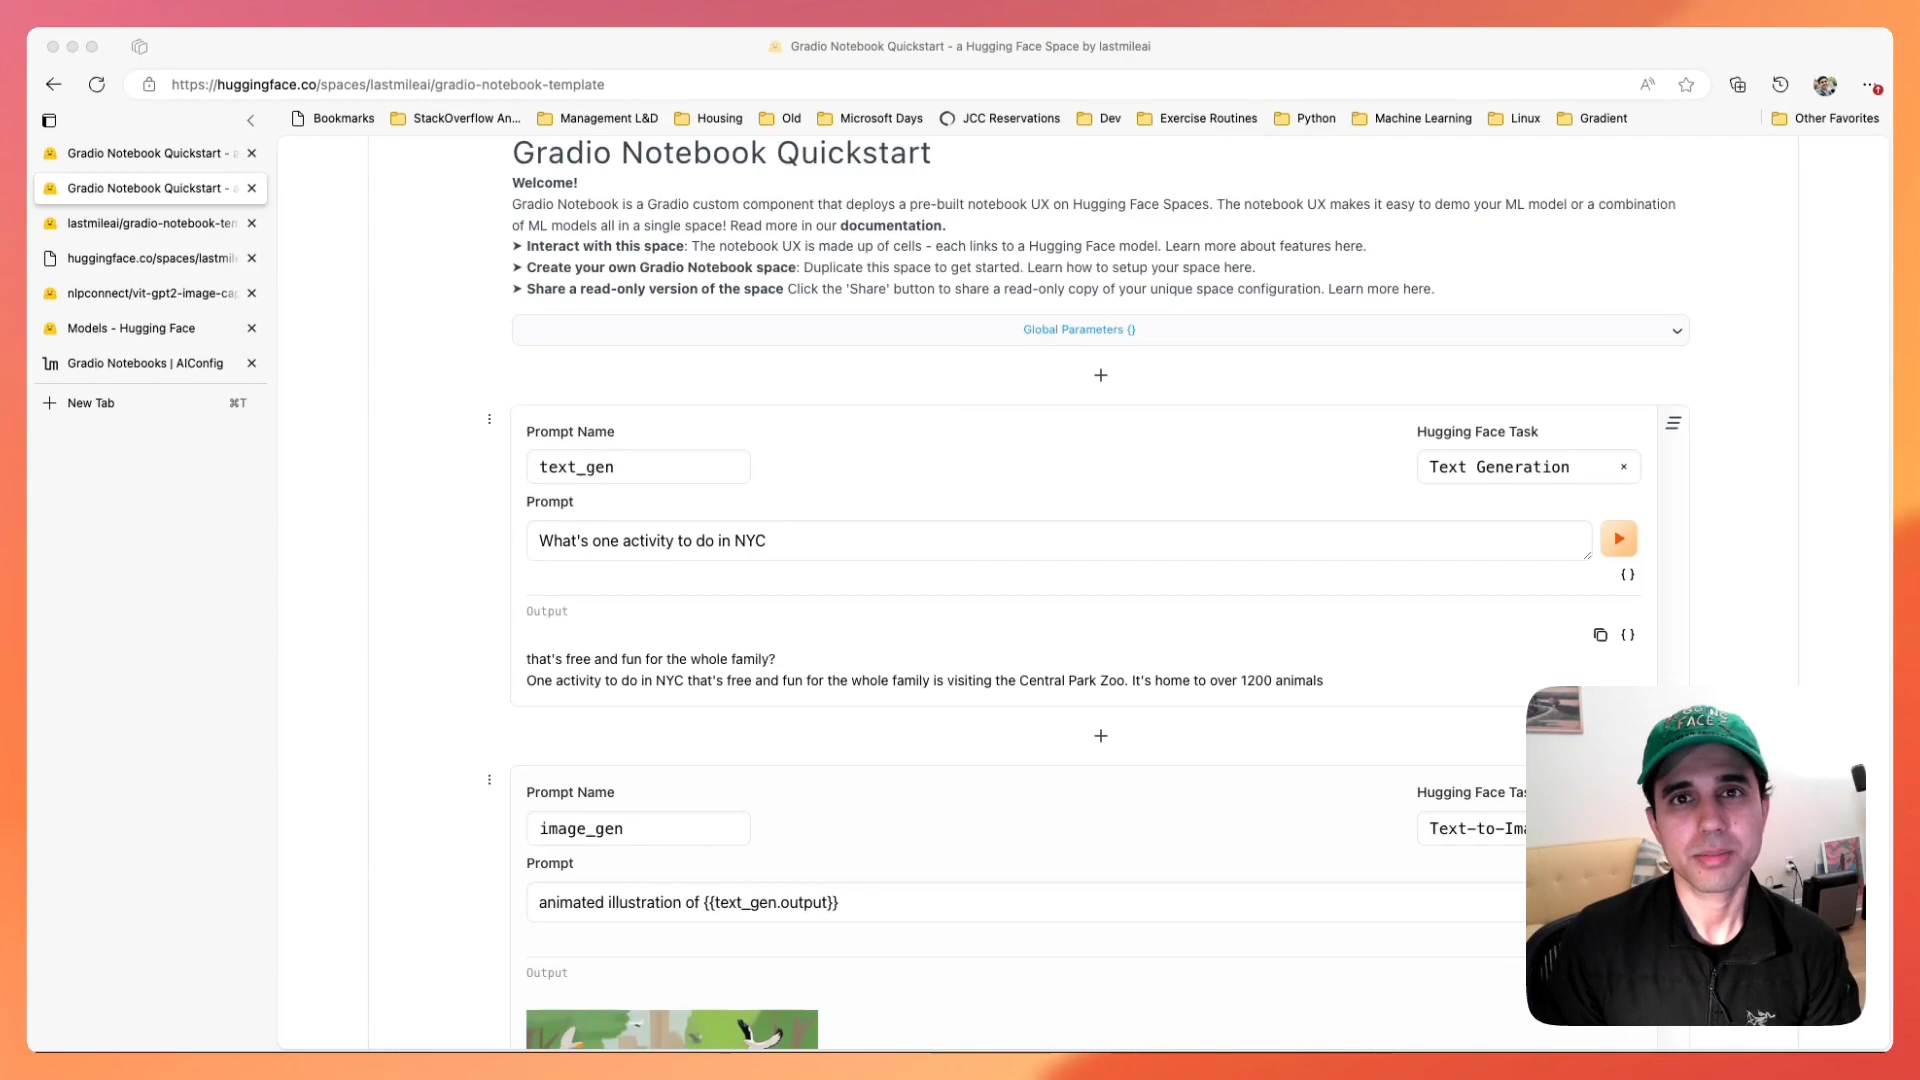 Gradio Notebook Quickstart - a Hugging Face Space by lastmileai
https://huggingface.co/spaces/lastmileai/gradio-notebook-template
Bookmarks
StackOverflow An...
Management L&D
Housing
Old
Microsoft Days
JCC Reservations
Dev
Exercise Routines
Python
Machine Learning
Linux
Gradient
Other Favorites
Gradio Notebook Quickstart -
Gradio Notebook Quickstart -
lastmileai/gradio-notebook-ten
huggingface.co/spaces/lastmil
nlpconnect/vit-gpt2-image-ca
Models - Hugging Face
Gradio Notebooks | AIConfig
New Tab
⌘T
Gradio Notebook Quickstart
Welcome!
Gradio Notebook is a Gradio custom component that deploys a pre-built notebook UX on Hugging Face Spaces. The notebook UX makes it easy to demo your ML model or a combination
of ML models all in a single space! Read more in our documentation.
➤ Interact with this space: The notebook UX is made up of cells - each links to a Hugging Face model. Learn more about features here.
➤ Create your own Gradio Notebook space: Duplicate this space to get started. Learn how to setup your space here.
➤ Share a read-only version of the space Click the 'Share' button to share a read-only copy of your unique space configuration. Learn more here.
Global Parameters {}
Prompt Name
Hugging Face Task
text_gen
Text Generation
Prompt
What's one activity to do in NYC
{ }
Output
{ }
that's free and fun for the whole family?
One activity to do in NYC that's free and fun for the whole family is visiting the Central Park Zoo. It's home to over 1200 animals
Prompt Name
Hugging Face Tas
image_gen
Text-to-Ima
Prompt
animated illustration of {{text_gen.output}}
Output
FACE